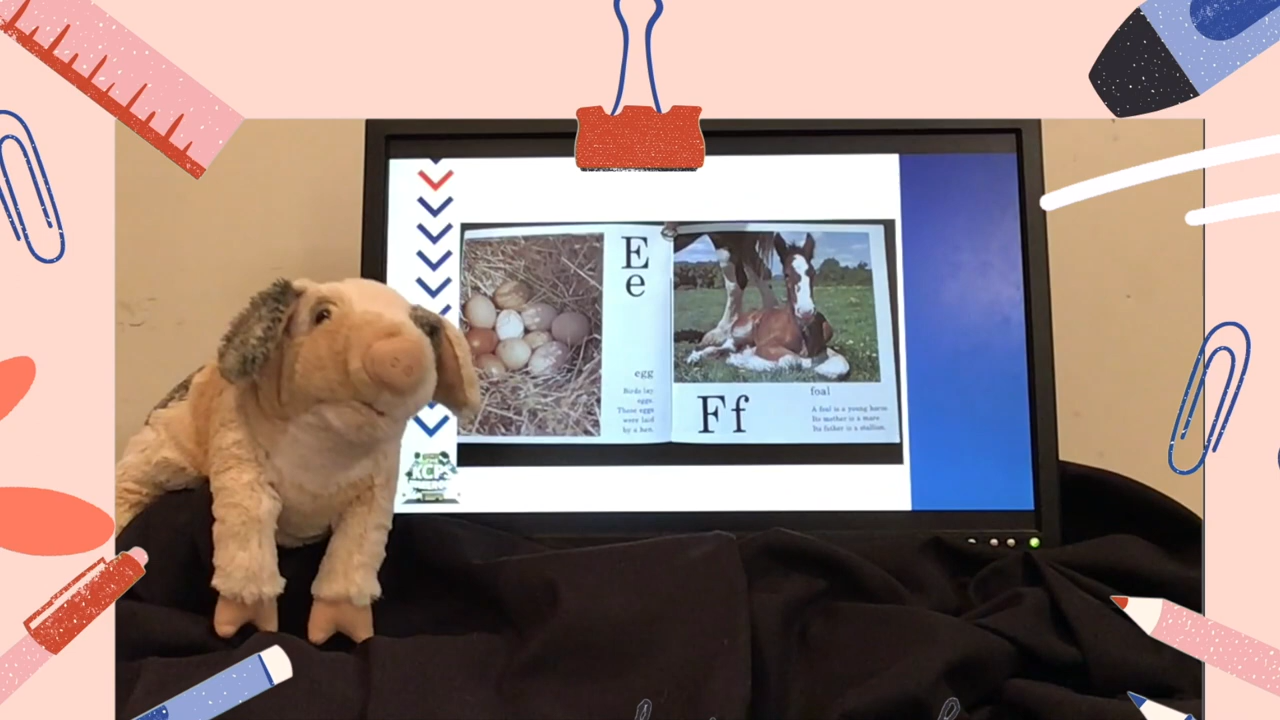 E
e
egg
Birds lay
eggs.
These eggs
were laid
by a hen.
Ff
foal
A foal is a young horse
Its mother is a mare.
Its father is a stallion.
KCPS